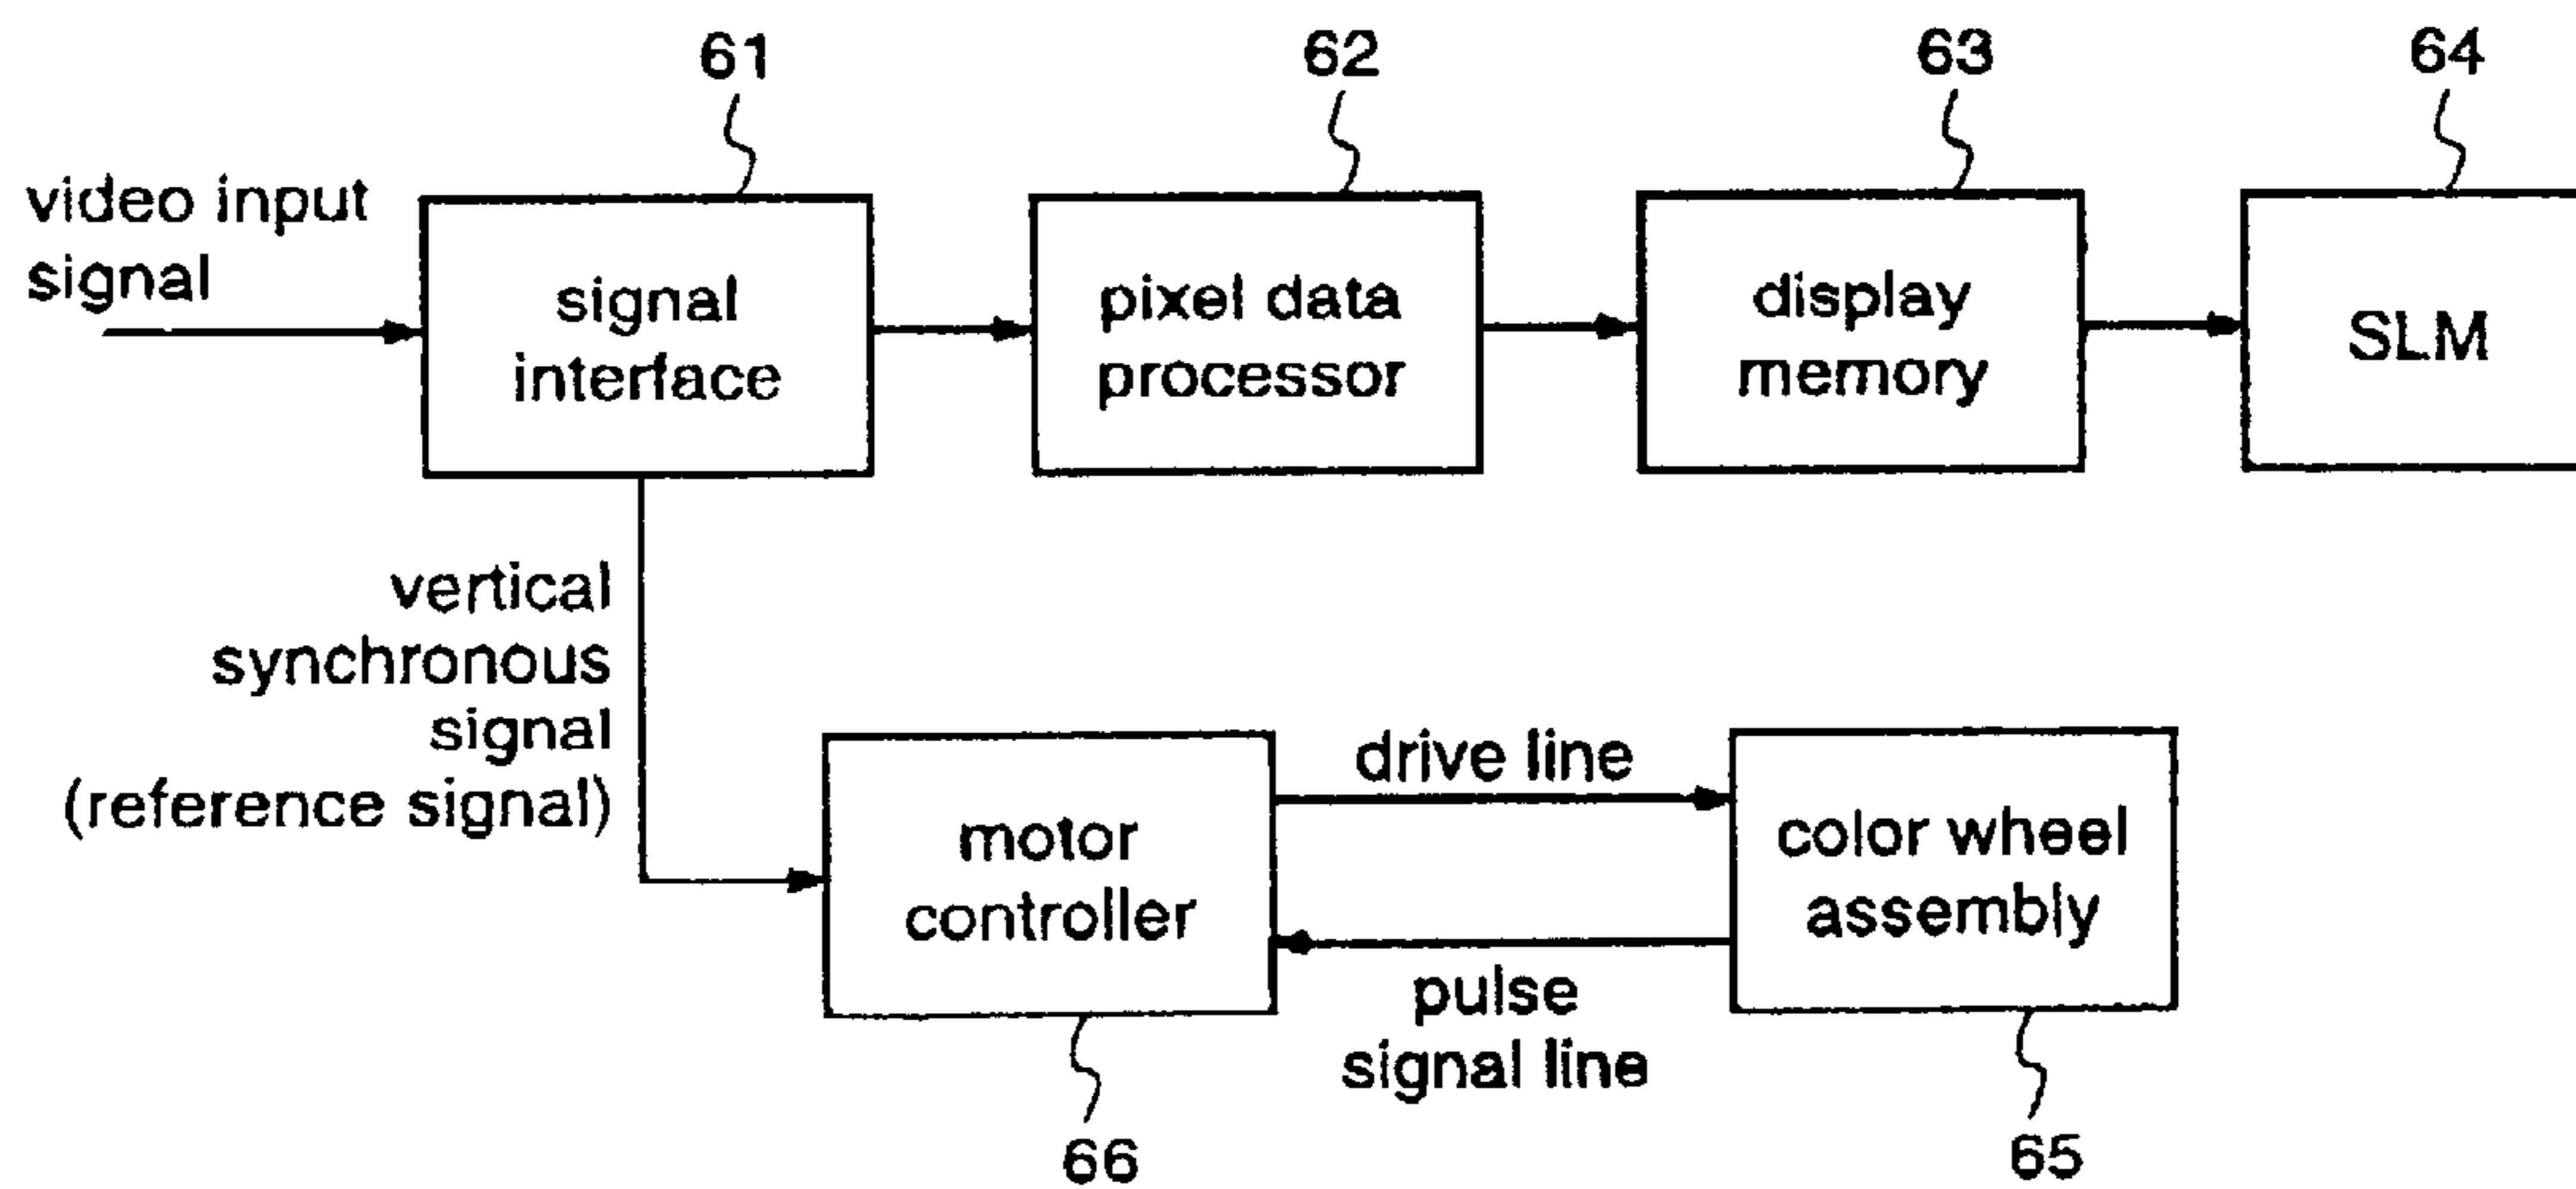 61
62
63
64
video input
signal
signal
interface
pixel data
processor
display
memory
SLM
vertical
synchronous
signal
(reference signal)
motor
controller
drive line
pulse
signal line
color wheel
assembly
66
65